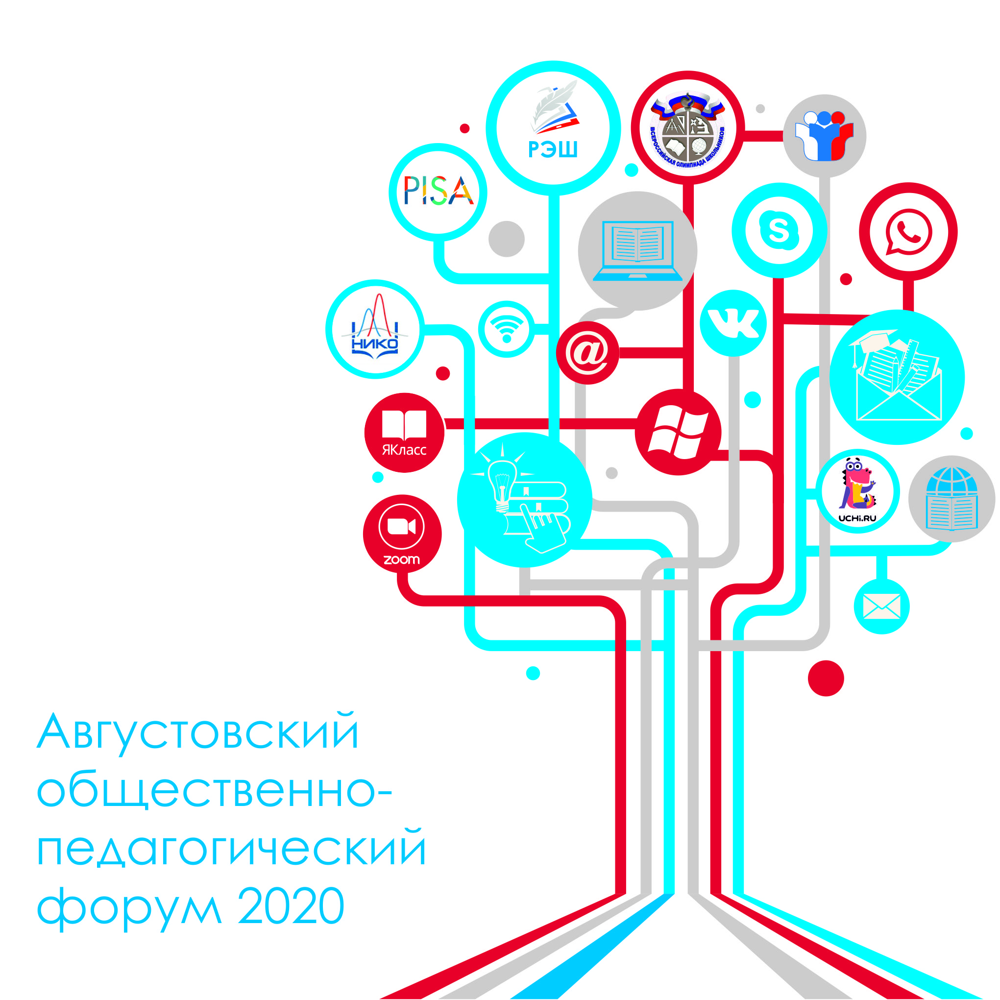 РЭШ
ВСЕРОССИЙСКАЯ ОЛИМПИАДА ШКОЛЬНИКОВ
PISA
S
@
НИКО
ЯКласс
UCHi.RU
zoom
Августовский
общественно-
педагогический
форум 2020